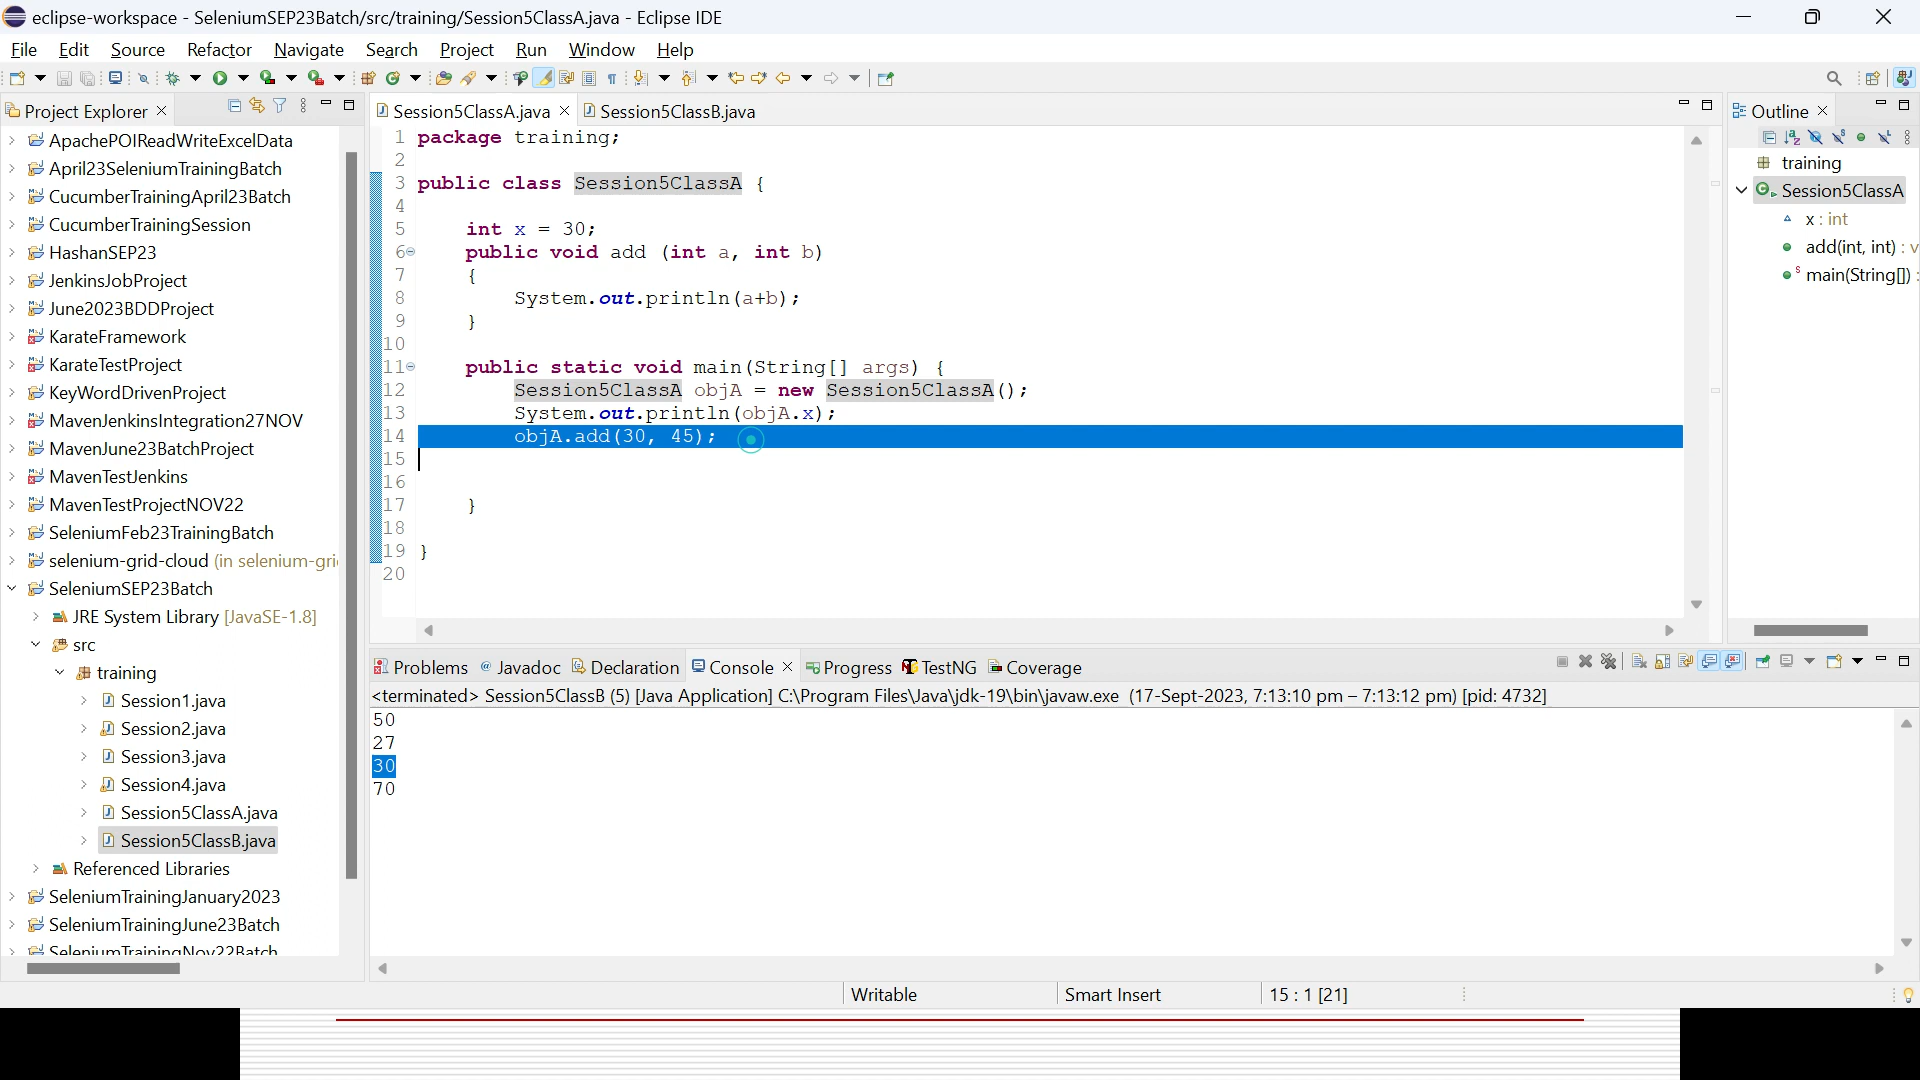 eclipse-workspace - SeleniumSEP23Batch/src/training/Session5ClassA.java - Eclipse IDE
File Edit Source Refactor Navigate Search Project Run Window Help
Project Explorer
ApachePOIReadWriteExcelData
April23SeleniumTrainingBatch
CucumberTrainingApril23Batch
CucumberTrainingSession
HashanSEP23
JenkinsJobProject
June2023BDDProject
KarateFramework
KarateTestProject
KeyWordDrivenProject
MavenJenkinsIntegration27NOV
MavenJune23BatchProject
MavenTestJenkins
MavenTestProjectNOV22
SeleniumFeb23TrainingBatch
selenium-grid-cloud (in selenium-gri
SeleniumSEP23Batch
JRE System Library [JavaSE-1.8]
src
training
Session1.java
Session2.java
Session3.java
Session4.java
Session5ClassA.java
Session5ClassB.java
Referenced Libraries
SeleniumTrainingJanuary2023
SeleniumTrainingJune23Batch
SeleniumTrainingNov22Batch
Session5ClassA.java Session5ClassB.java
1 package training;
2
3 public class Session5ClassA {
4
5 int x = 30;
6 public void add (int a, int b)
7 {
8 System.out.println(a+b);
9 }
10
11 public static void main(String[] args) {
12 Session5ClassA objA = new Session5ClassA();
13 System.out.println(objA.x);
14 objA.add(30, 45);
15
16
17 }
18
19 }
20
Outline
training
Session5ClassA
x : int
add(int, int) : v
main(String[]) :
Problems @ Javadoc Declaration Console Progress TestNG Coverage
<terminated> Session5ClassB (5) [Java Application] C:\Program Files\Java\jdk-19\bin\javaw.exe (17-Sept-2023, 7:13:10 pm – 7:13:12 pm) [pid: 4732]
50
27
30
70
Writable Smart Insert 15 : 1 [21]